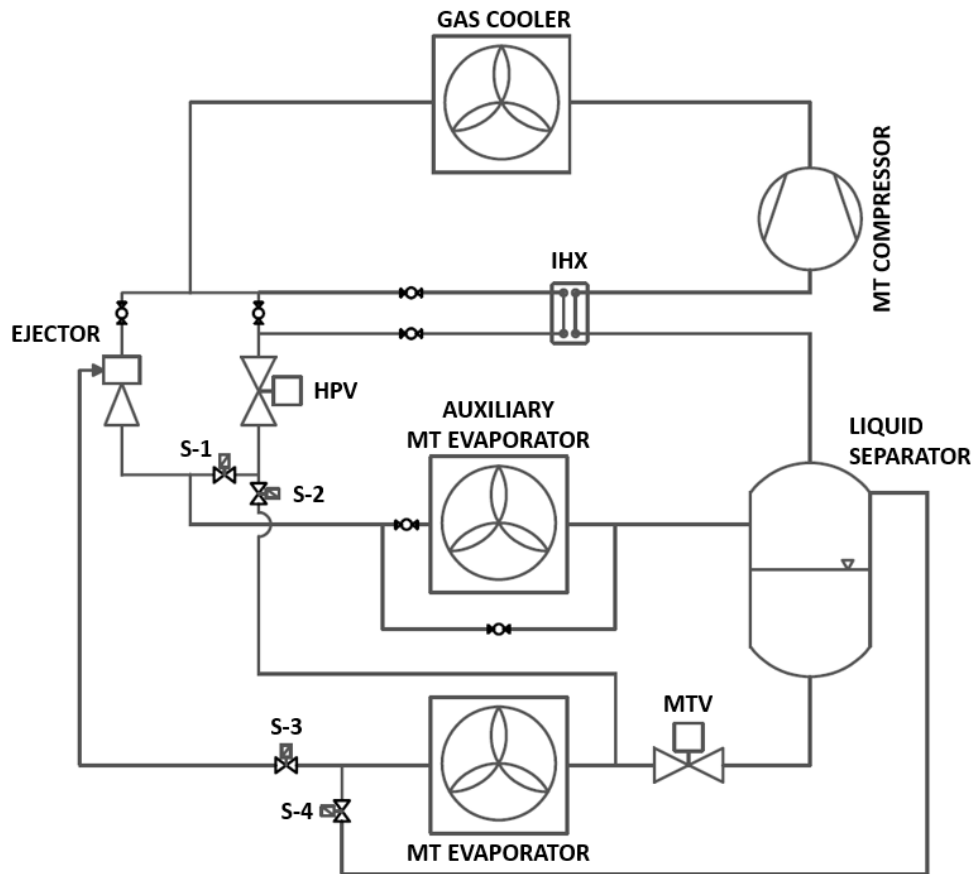 GAS COOLER
MT COMPRESSOR
IHX
EJECTOR
HPV
AUXILIARY
MT EVAPORATOR
LIQUID
SEPARATOR
S-1
S-2
MTV
S-3
S-4
MT EVAPORATOR